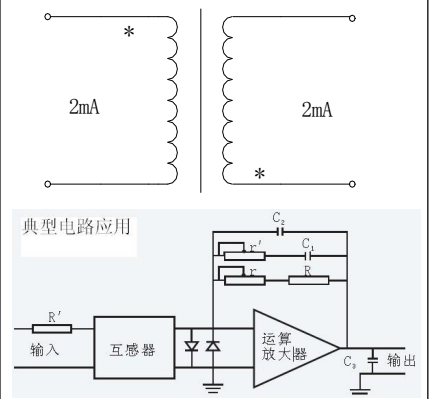 *
2mA
2mA
*
典型电路应用
C₂
r′ C₁
r R
R′
输入
互感器
运算
放大器
C₃
输出